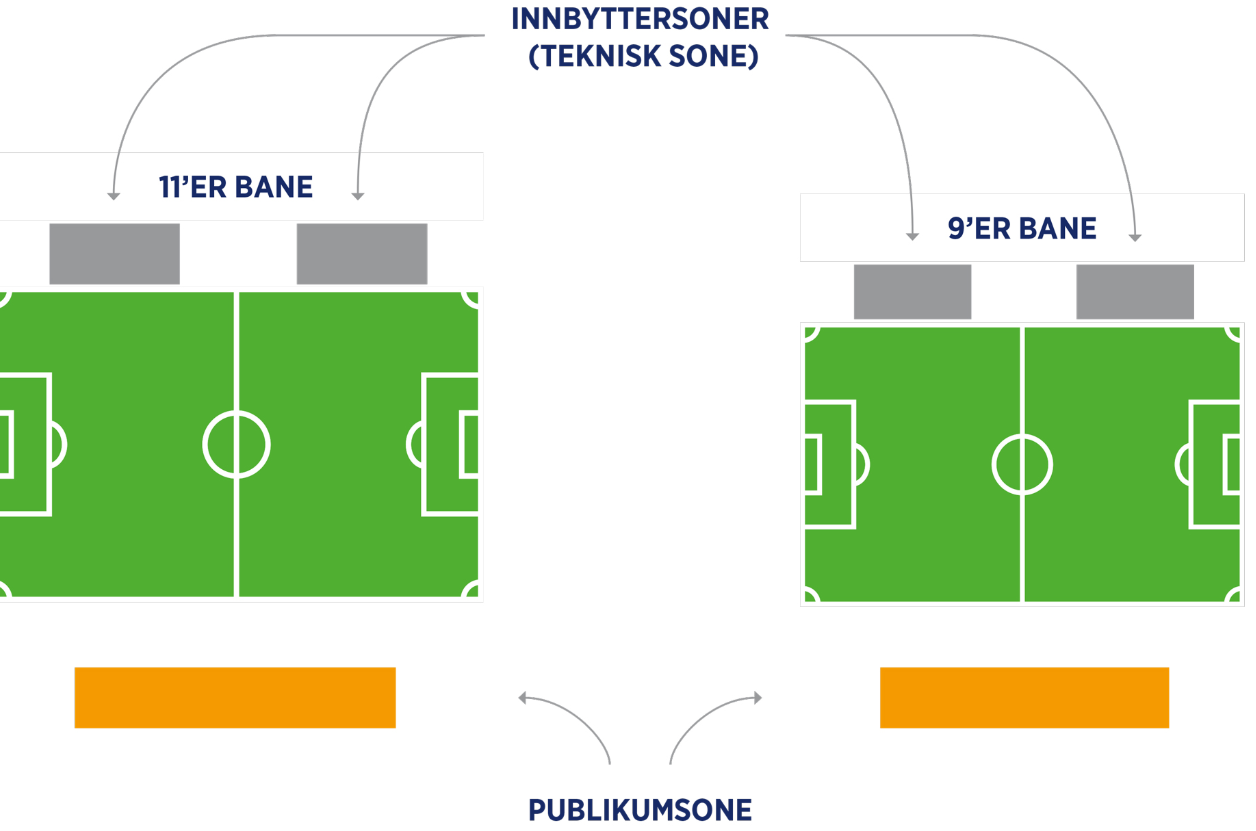 INNBYTTERSONER
(TEKNISK SONE)
11’ER BANE
9’ER BANE
PUBLIKUMSONE